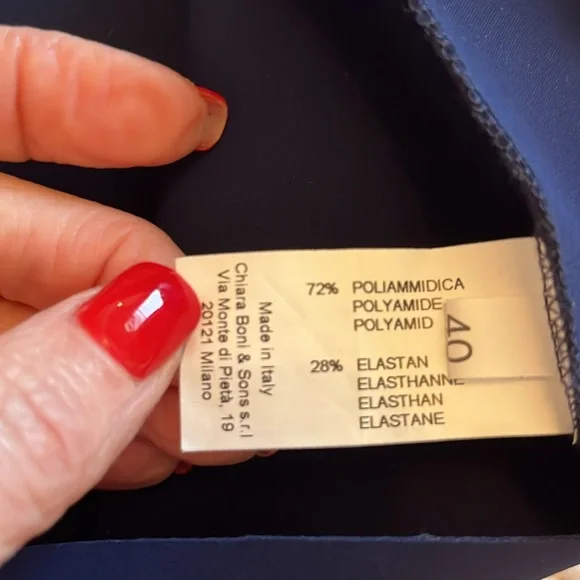 Made in Italy
Chiara Boni & Sons s.r.l
Via Monte di Pietà, 19
20121 Milano
72% POLIAMMIDICA
POLYAMIDE
POLYAMID
28% ELASTAN
ELASTHANNE
ELASTHAN
ELASTANE
40